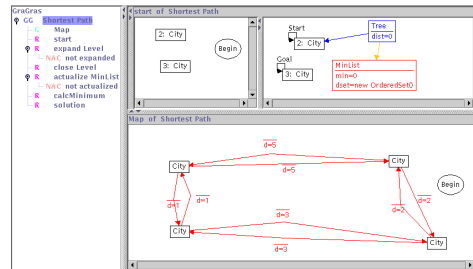 GraGras
GG Shortest Path
G Map
R start
R expand Level
NAC not expanded
R close Level
R actualize MinList
NAC not actualized
R calcMinimum
R solution
start of Shortest Path
2: City
3: City
Begin
Start
2: City
Goal
3: City
Tree
dist=0
MinList
min=0
dset=new OrderedSet()
Map of Shortest Path
d=5
d=5
City
City
Begin
d=1
d=1
d=2
d=2
d=3
d=3
City
City